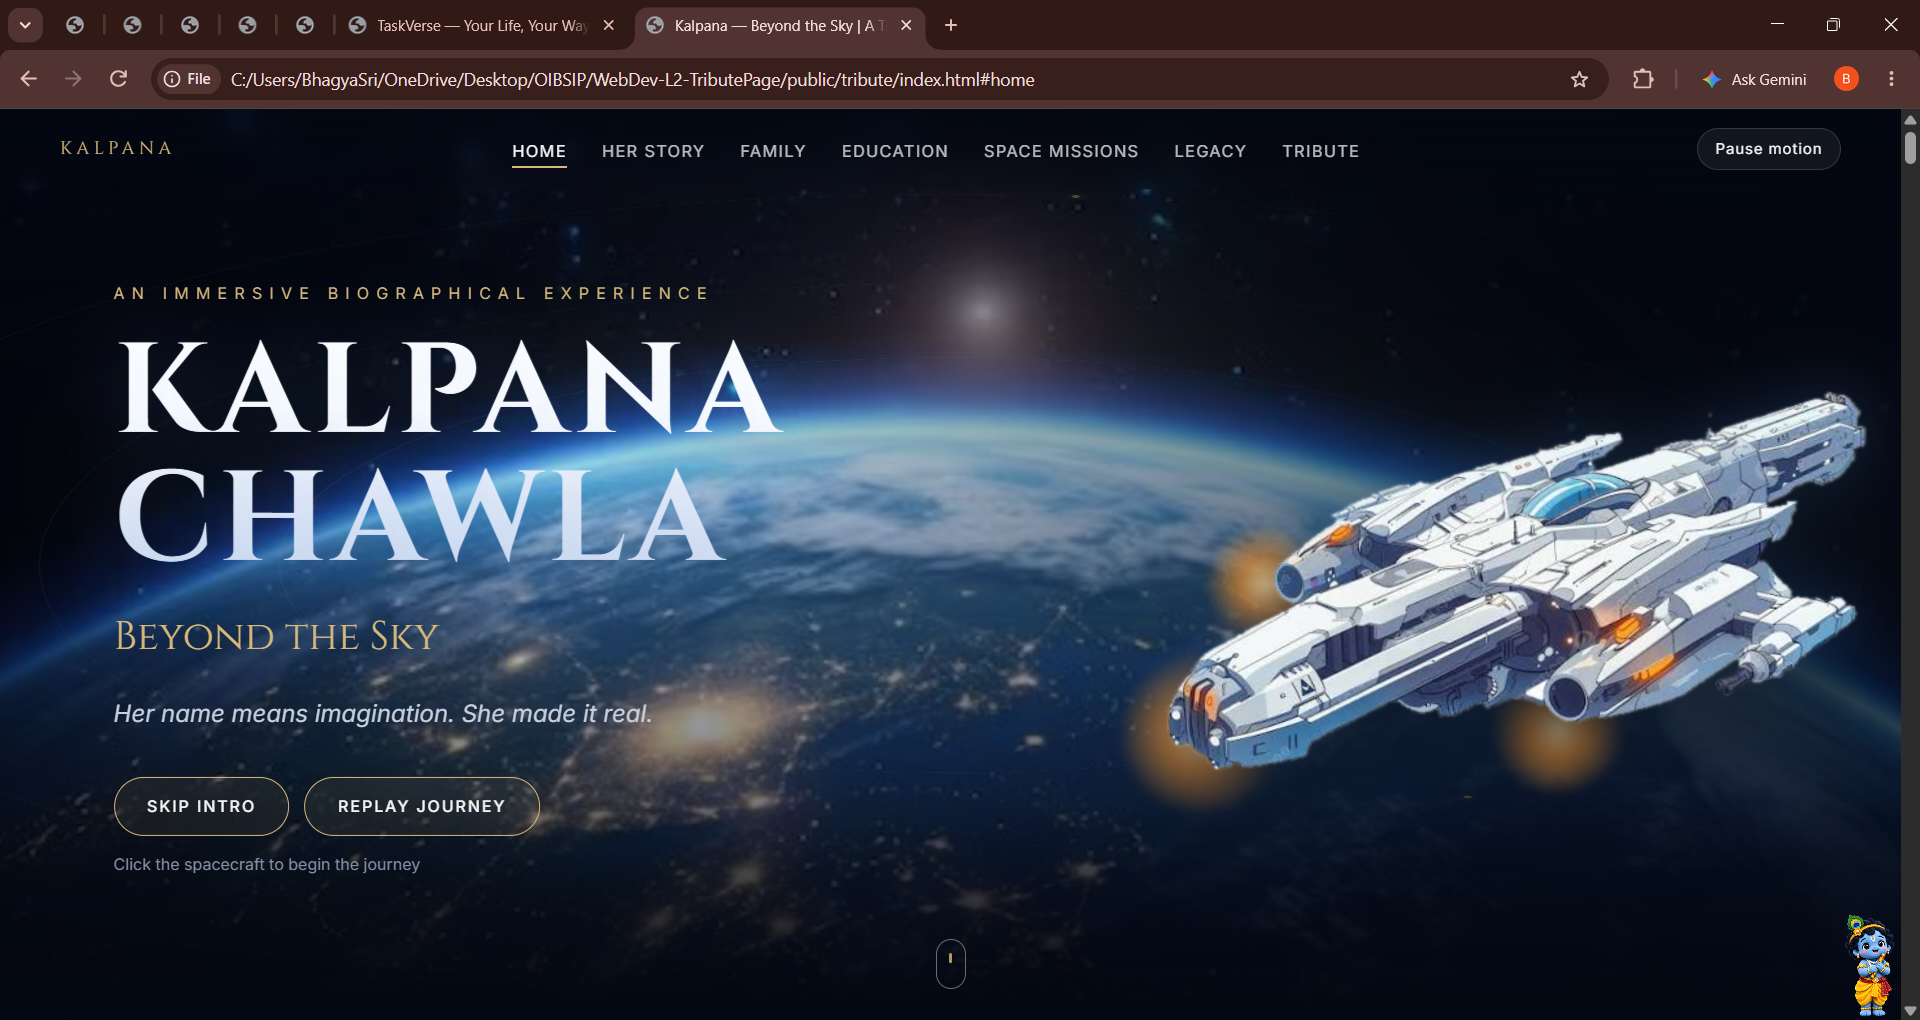 TaskVerse — Your Life, Your Way
Kalpana — Beyond the Sky | A T
File
C:/Users/BhagyaSri/OneDrive/Desktop/OIBSIP/WebDev-L2-TributePage/public/tribute/index.html#home
Ask Gemini
B
KALPANA
HOME HER STORY FAMILY EDUCATION SPACE MISSIONS LEGACY TRIBUTE
Pause motion
AN IMMERSIVE BIOGRAPHICAL EXPERIENCE
KALPANA
CHAWLA
Beyond the Sky
Her name means imagination. She made it real.
SKIP INTRO
REPLAY JOURNEY
Click the spacecraft to begin the journey